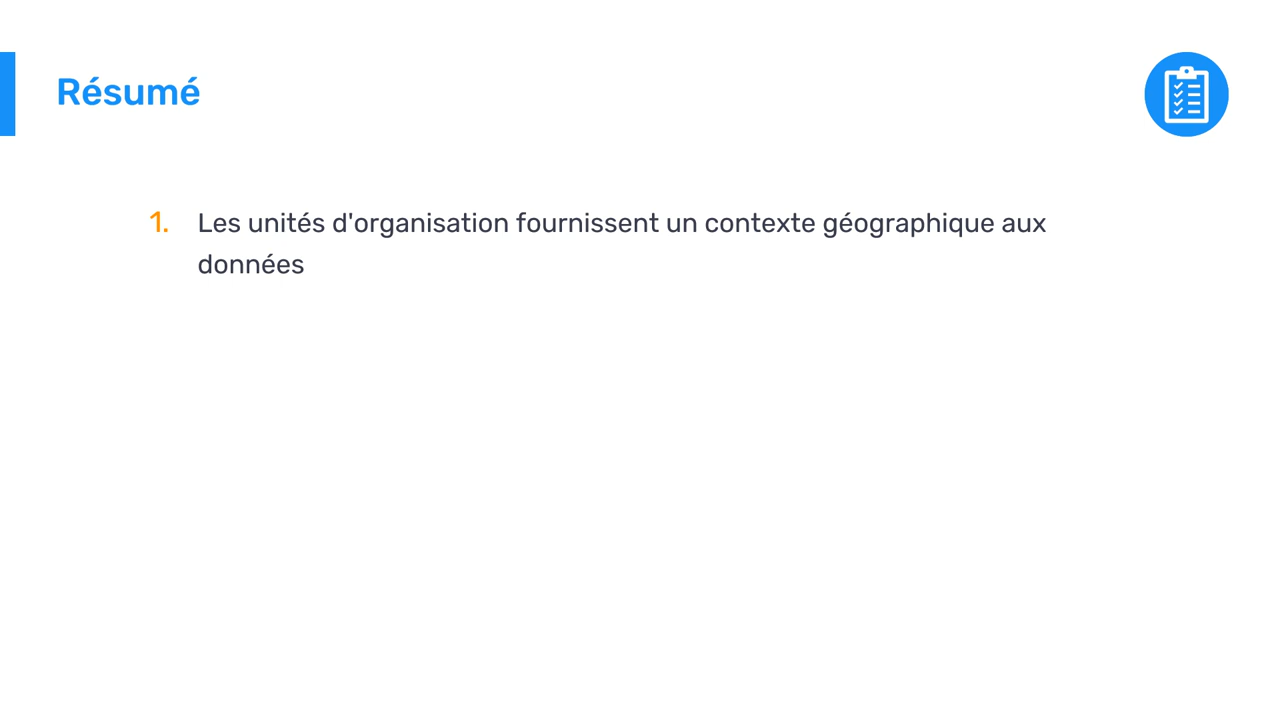 Résumé
1. Les unités d'organisation fournissent un contexte géographique aux
données